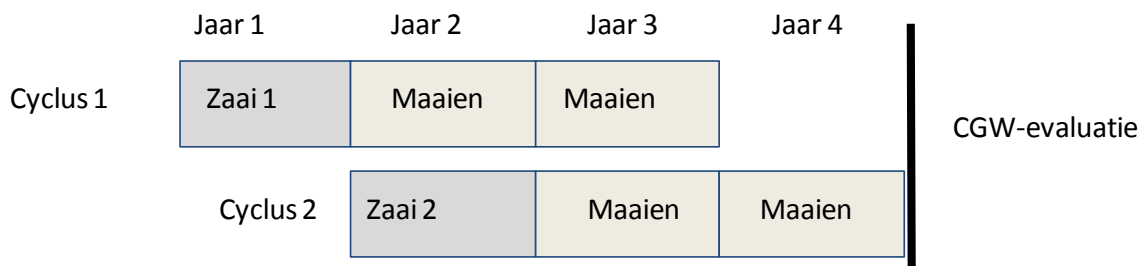 Jaar 1 Jaar 2 Jaar 3 Jaar 4
Cyclus 1 Zaai 1 Maaien Maaien
CGW-evaluatie
Cyclus 2 Zaai 2 Maaien Maaien